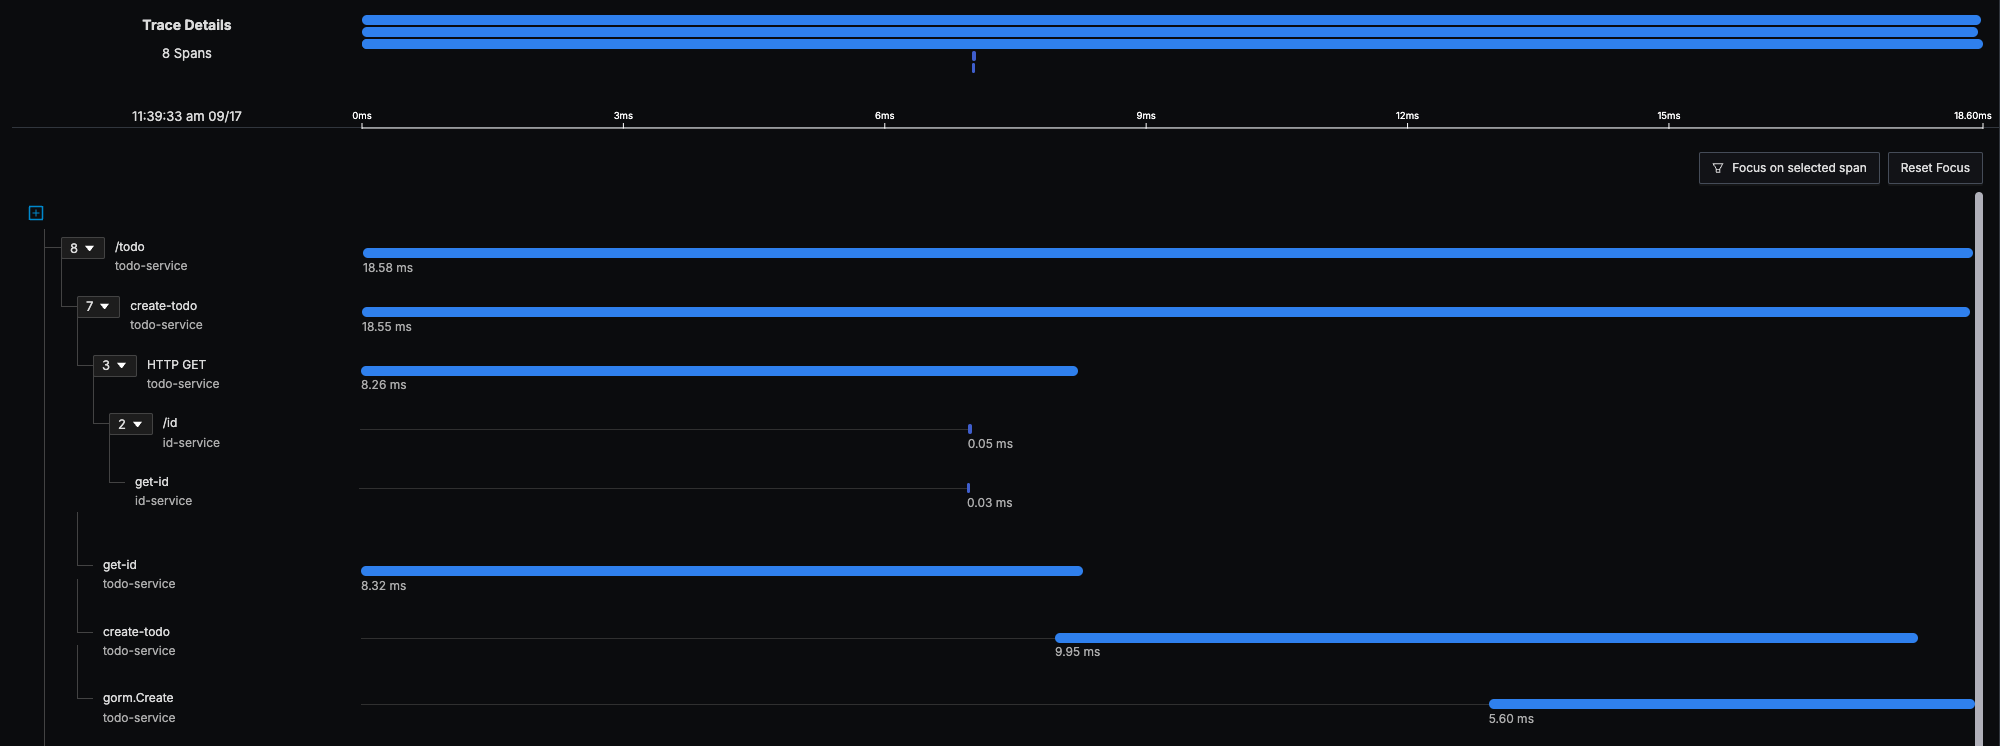 Trace Details
8 Spans
11:39:33 am 09/17
0ms 3ms 6ms 9ms 12ms 15ms 18.60ms
Focus on selected span Reset Focus
8 /todo
todo-service
18.58 ms
7 create-todo
todo-service
18.55 ms
3 HTTP GET
todo-service
8.26 ms
2 /id
id-service
0.05 ms
get-id
id-service
0.03 ms
get-id
todo-service
8.32 ms
create-todo
todo-service
9.95 ms
gorm.Create
todo-service
5.60 ms